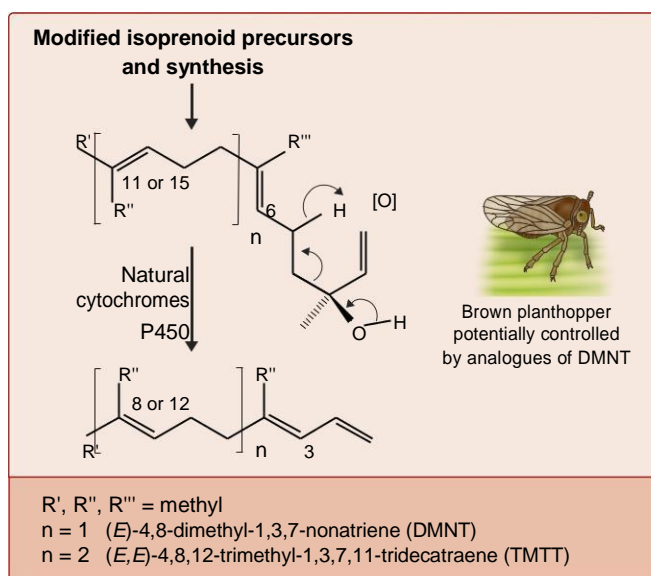 Modified isoprenoid precursors
and synthesis
R'
R'''
11 or 15
R''
6
H
[O]
n
Natural
cytochromes
P450
O
H
Brown planthopper
potentially controlled
by analogues of DMNT
R''
R''
8 or 12
R'
n
3
R', R'', R''' = methyl
n = 1 (E)-4,8-dimethyl-1,3,7-nonatriene (DMNT)
n = 2 (E,E)-4,8,12-trimethyl-1,3,7,11-tridecatraene (TMTT)